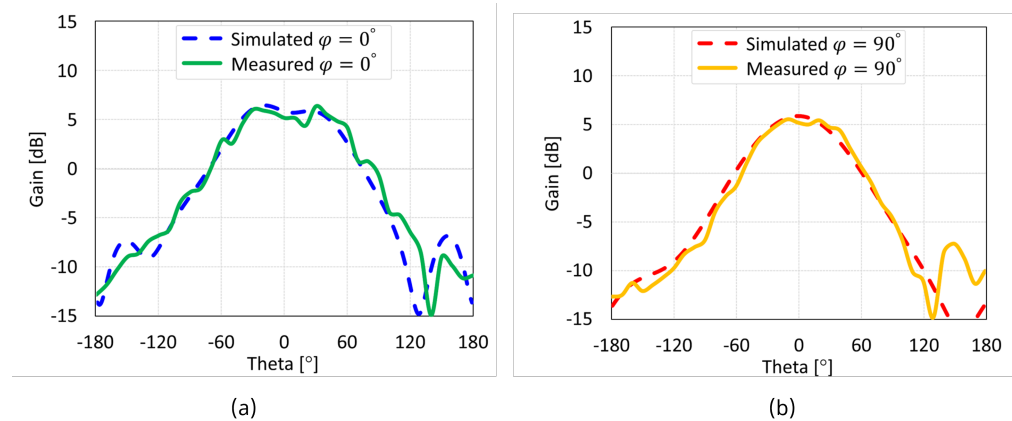 15
10
5
0
-5
-10
-15
Gain [dB]
Simulated φ = 0°
Measured φ = 0°
-180 -120 -60 0 60 120 180
Theta [°]
(a)
15
10
5
0
-5
-10
-15
Gain [dB]
Simulated φ = 90°
Measured φ = 90°
-180 -120 -60 0 60 120 180
Theta [°]
(b)